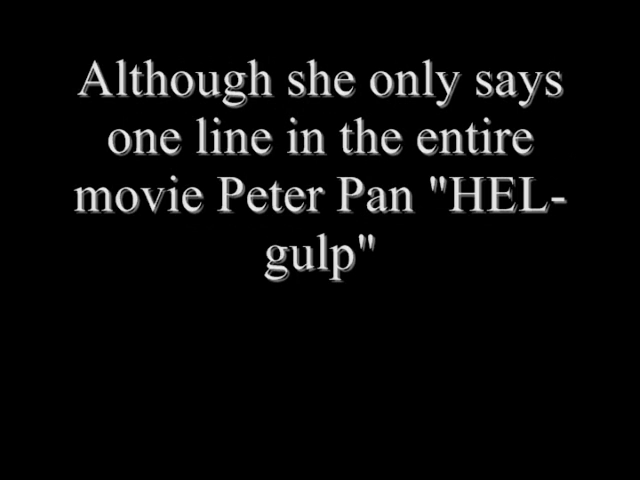 Although she only says
one line in the entire
movie Peter Pan "HEL-
gulp"